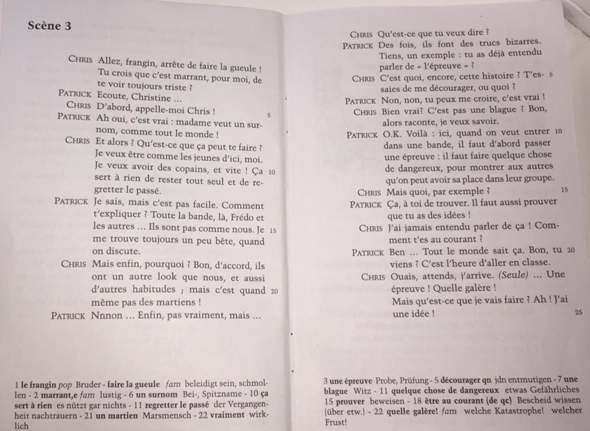 Scène 3
CHRIS Allez, frangin, arrête de faire la gueule !
Tu crois que c'est marrant, pour moi, de
te voir toujours triste ?
PATRICK Ecoute, Christine …
CHRIS D'abord, appelle-moi Chris ! 5
PATRICK Ah oui, c'est vrai : madame veut un sur-
nom, comme tout le monde !
CHRIS Et alors ? Qu'est-ce que ça peut te faire ?
Je veux être comme les jeunes d'ici, moi.
Je veux avoir des copains, et vite ! Ça 10
sert à rien de rester tout seul et de re-
gretter le passé.
PATRICK Je sais, mais c'est pas facile. Comment
t'expliquer ? Toute la bande, là, Frédo et
les autres … Ils sont pas comme nous. Je 15
me trouve toujours un peu bête, quand
on discute.
CHRIS Mais enfin, pourquoi ? Bon, d'accord, ils
ont un autre look que nous, et aussi
d'autres habitudes ; mais c'est quand 20
même pas des martiens !
PATRICK Nnnon … Enfin, pas vraiment, mais …
1 le frangin pop Bruder - faire la gueule fam beleidigt sein, schmol-
len - 2 marrant,e fam lustig - 6 un surnom Bei-, Spitzname - 10 ça
sert à rien es nützt gar nichts - 11 regretter le passé der Vergangen-
heit nachtrauern - 21 un martien Marsmensch - 22 vraiment wirk-
lich
CHRIS Qu'est-ce que tu veux dire ?
PATRICK Des fois, ils font des trucs bizarres.
Tiens, un exemple : tu as déjà entendu
parler de « l'épreuve » ?
CHRIS C'est quoi, encore, cette histoire ? T'es- 5
saies de me décourager, ou quoi ?
PATRICK Non, non, tu peux me croire, c'est vrai !
CHRIS Bien vrai? C'est pas une blague ? Bon,
alors raconte, je veux savoir.
PATRICK O.K. Voilà : ici, quand on veut entrer 10
dans une bande, il faut d'abord passer
une épreuve : il faut faire quelque chose
de dangereux, pour montrer aux autres
qu'on peut avoir sa place dans leur groupe.
CHRIS Mais quoi, par exemple ? 15
PATRICK Ça, à toi de trouver. Il faut aussi prouver
que tu as des idées !
CHRIS J'ai jamais entendu parler de ça ! Com-
ment t'es au courant ?
PATRICK Ben … Tout le monde sait ça. Bon, tu 20
viens ? C'est l'heure d'aller en classe.
CHRIS Ouais, attends, j'arrive. (Seule) … Une
épreuve ! Quelle galère !
Mais qu'est-ce que je vais faire ? Ah ! J'ai
une idée ! 25
3 une épreuve Probe, Prüfung - 5 décourager qn jdn entmutigen - 7 une
blague Witz - 11 quelque chose de dangereux etwas Gefährliches
15 prouver beweisen - 18 être au courant (de qc) Bescheid wissen
[über etw.] - 22 quelle galère! fam welche Katastrophe! welcher
Frust!